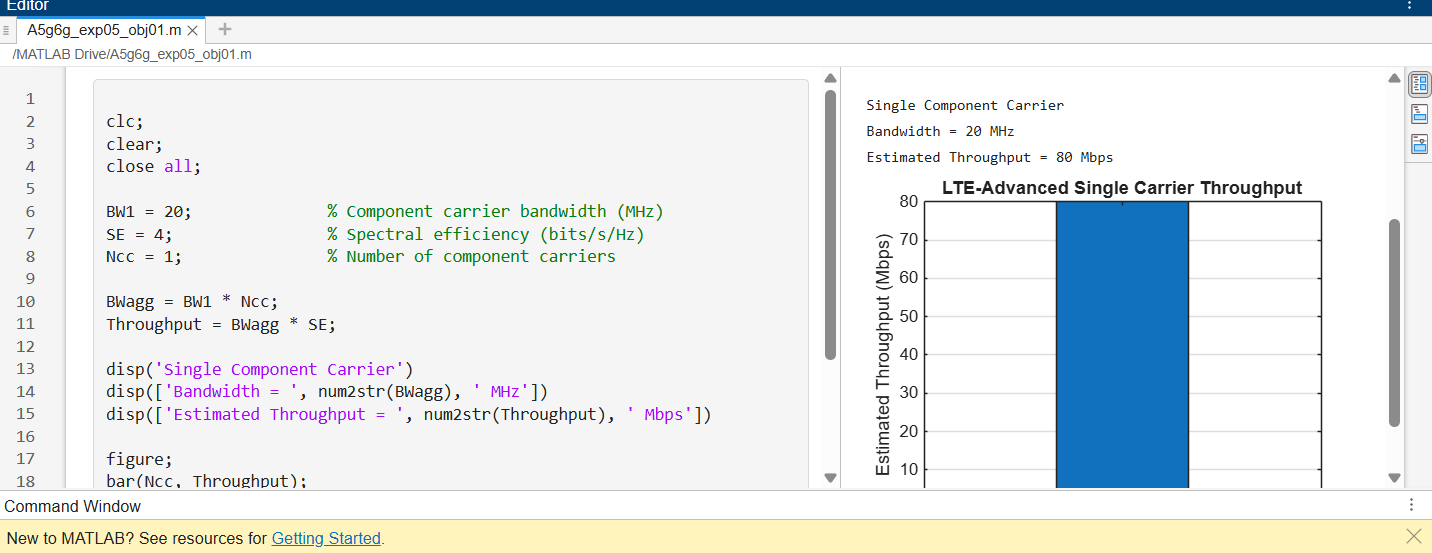 Editor
A5g6g_exp05_obj01.m
/MATLAB Drive/A5g6g_exp05_obj01.m
1
2 clc;
3 clear;
4 close all;
5
6 BW1 = 20; % Component carrier bandwidth (MHz)
7 SE = 4; % Spectral efficiency (bits/s/Hz)
8 Ncc = 1; % Number of component carriers
9
10 BWagg = BW1 * Ncc;
11 Throughput = BWagg * SE;
12
13 disp('Single Component Carrier')
14 disp(['Bandwidth = ', num2str(BWagg), ' MHz'])
15 disp(['Estimated Throughput = ', num2str(Throughput), ' Mbps'])
16
17 figure;
18 bar(Ncc, Throughput);
Single Component Carrier
Bandwidth = 20 MHz
Estimated Throughput = 80 Mbps
LTE-Advanced Single Carrier Throughput
Estimated Throughput (Mbps)
80
70
60
50
40
30
20
10
Command Window
New to MATLAB? See resources for Getting Started.